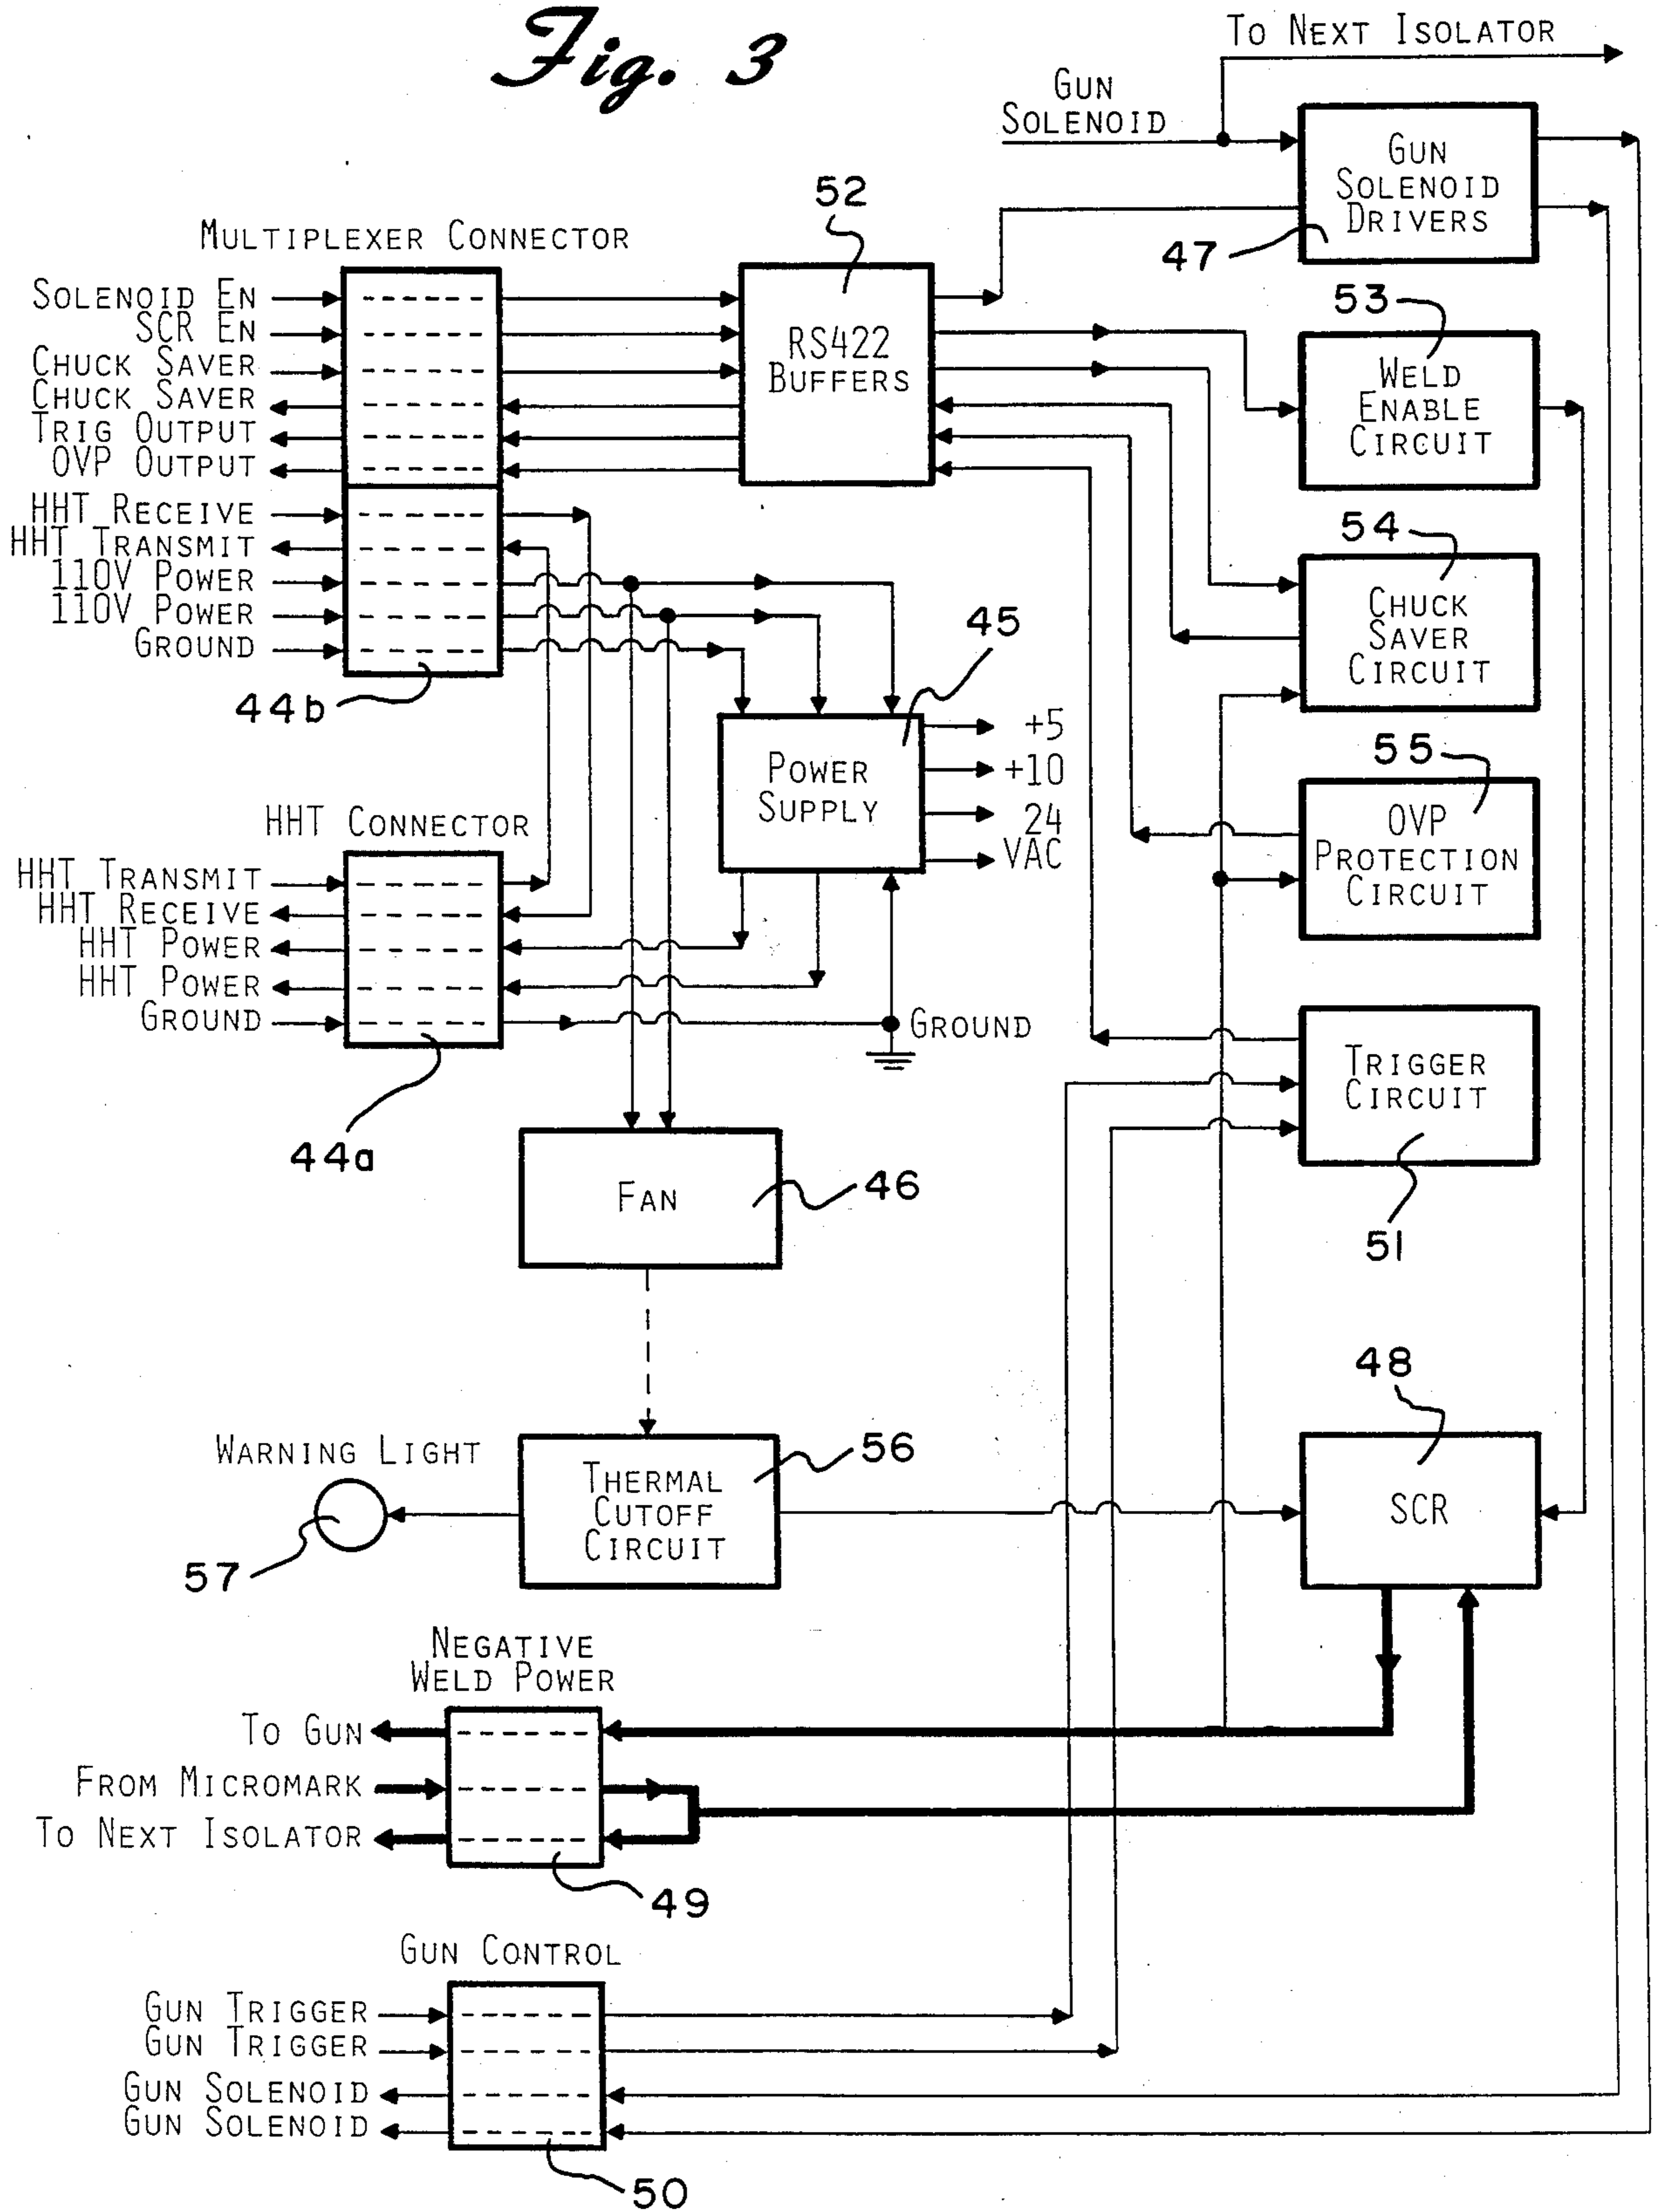 Fig. 3
TO NEXT ISOLATOR
GUN
SOLENOID
GUN
SOLENOID
DRIVERS
47
52
MULTIPLEXER CONNECTOR
SOLENOID EN
SCR EN
CHUCK SAVER
CHUCK SAVER
TRIG OUTPUT
OVP OUTPUT
HHT RECEIVE
HHT TRANSMIT
110V POWER
110V POWER
GROUND
44b
RS422
BUFFERS
53
WELD
ENABLE
CIRCUIT
54
CHUCK
SAVER
CIRCUIT
45
POWER
SUPPLY
+5
+10
24
VAC
55
OVP
PROTECTION
CIRCUIT
HHT CONNECTOR
HHT TRANSMIT
HHT RECEIVE
HHT POWER
HHT POWER
GROUND
44a
GROUND
TRIGGER
CIRCUIT
51
FAN
46
48
SCR
WARNING LIGHT
57
THERMAL
CUTOFF
CIRCUIT
56
NEGATIVE
WELD POWER
TO GUN
FROM MICROMARK
TO NEXT ISOLATOR
49
GUN CONTROL
GUN TRIGGER
GUN TRIGGER
GUN SOLENOID
GUN SOLENOID
50